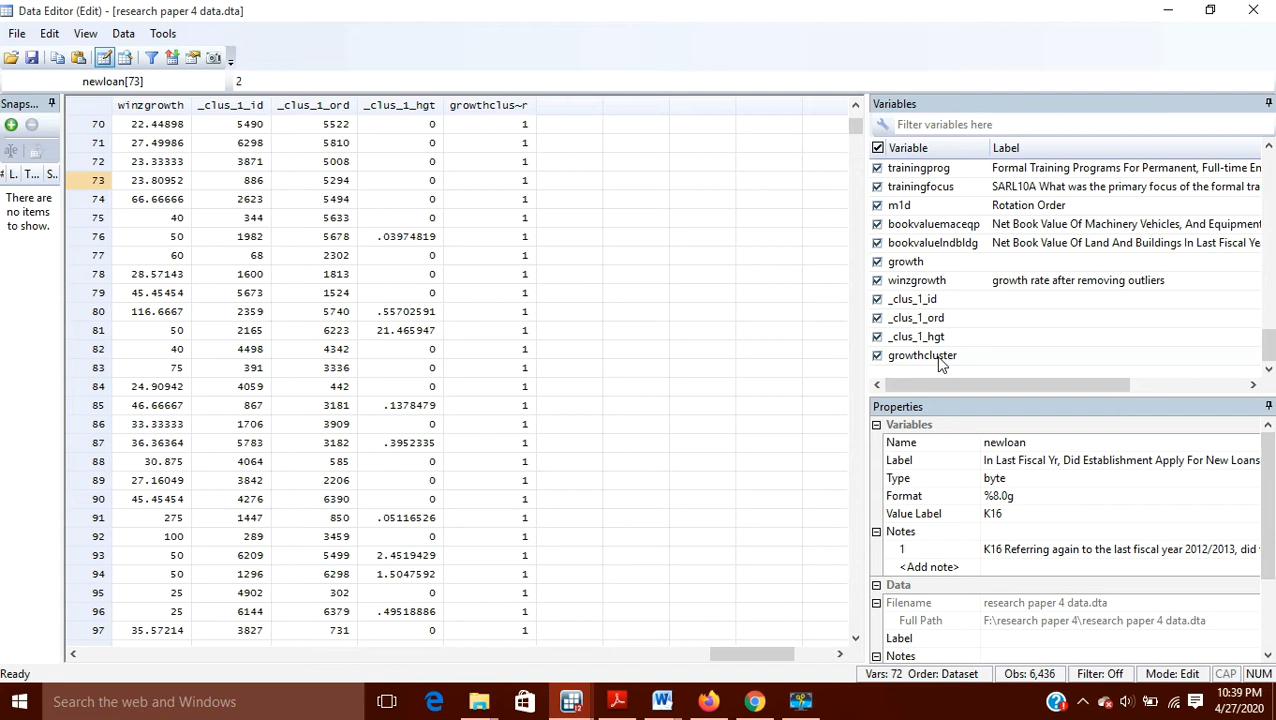 Data Editor (Edit) - [research paper 4 data.dta]
File Edit View Data Tools
newloan[73] 2
Snaps...
L. T... S..
There are
no items
to show.
winzgrowth _clus_1_id _clus_1_ord _clus_1_hgt growthclus~r
70 22.44898 5490 5522 0 1
71 27.49986 6298 5810 0 1
72 23.33333 3871 5008 0 1
73 23.80952 886 5294 0 1
74 66.66666 2623 5494 0 1
75 40 344 5633 0 1
76 50 1982 5678 .03974819 1
77 60 68 2302 0 1
78 28.57143 1600 1813 0 1
79 45.45454 5673 1524 0 1
80 116.6667 2359 5740 .55702591 1
81 50 2165 6223 21.465947 1
82 40 4498 4342 0 1
83 75 391 3336 0 1
84 24.90942 4059 442 0 1
85 46.66667 867 3181 .1378479 1
86 33.33333 1706 3909 0 1
87 36.36364 5783 3182 .3952335 1
88 30.875 4064 585 0 1
89 27.16049 3842 2206 0 1
90 45.45454 4276 6390 0 1
91 275 1447 850 .05116526 1
92 100 289 3459 0 1
93 50 6209 5499 2.4519429 1
94 50 1296 6298 1.5047592 1
95 25 4902 302 0 1
96 25 6144 6379 .49518886 1
97 35.57214 3827 731 0 1
Variables
Filter variables here
Variable Label
trainingprog Formal Training Programs For Permanent, Full-time En
trainingfocus SARL10A What was the primary focus of the formal tra
m1d Rotation Order
bookvaluemaceqp Net Book Value Of Machinery Vehicles, And Equipment
bookvaluelndbldg Net Book Value Of Land And Buildings In Last Fiscal Ye
growth
winzgrowth growth rate after removing outliers
_clus_1_id
_clus_1_ord
_clus_1_hgt
growthcluster
Properties
Variables
Name newloan
Label In Last Fiscal Yr, Did Establishment Apply For New Loans
Type byte
Format %8.0g
Value Label K16
Notes
1 K16 Referring again to the last fiscal year 2012/2013, did
<Add note>
Data
Filename research paper 4 data.dta
Full Path F:\research paper 4\research paper 4 data.dta
Label
Notes
Ready Vars: 72 Order: Dataset Obs: 6,436 Filter: Off Mode: Edit CAP NUM
Search the web and Windows
10:39 PM
4/27/2020